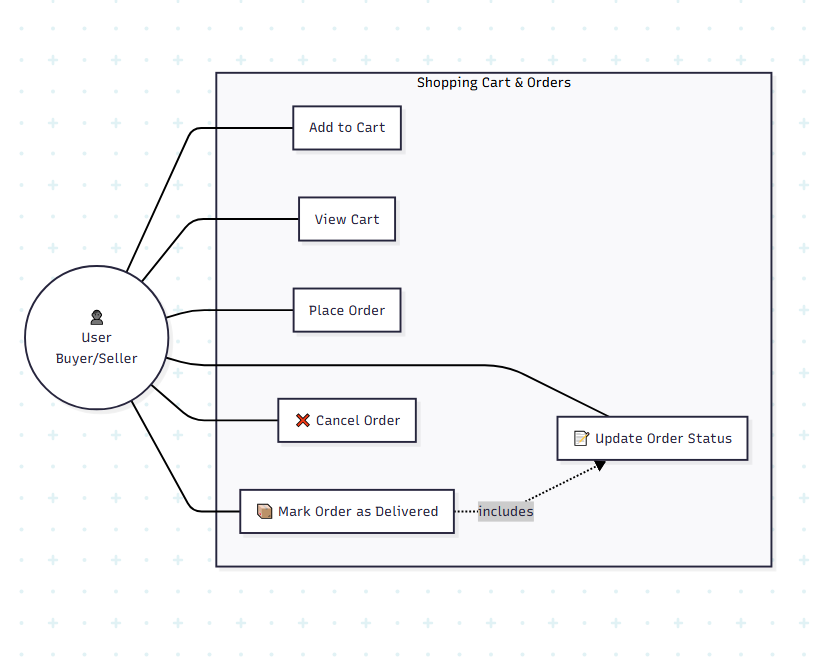 Shopping Cart & Orders
Add to Cart
View Cart
Place Order
User
Buyer/Seller
❌ Cancel Order
📝 Update Order Status
📦 Mark Order as Delivered
includes